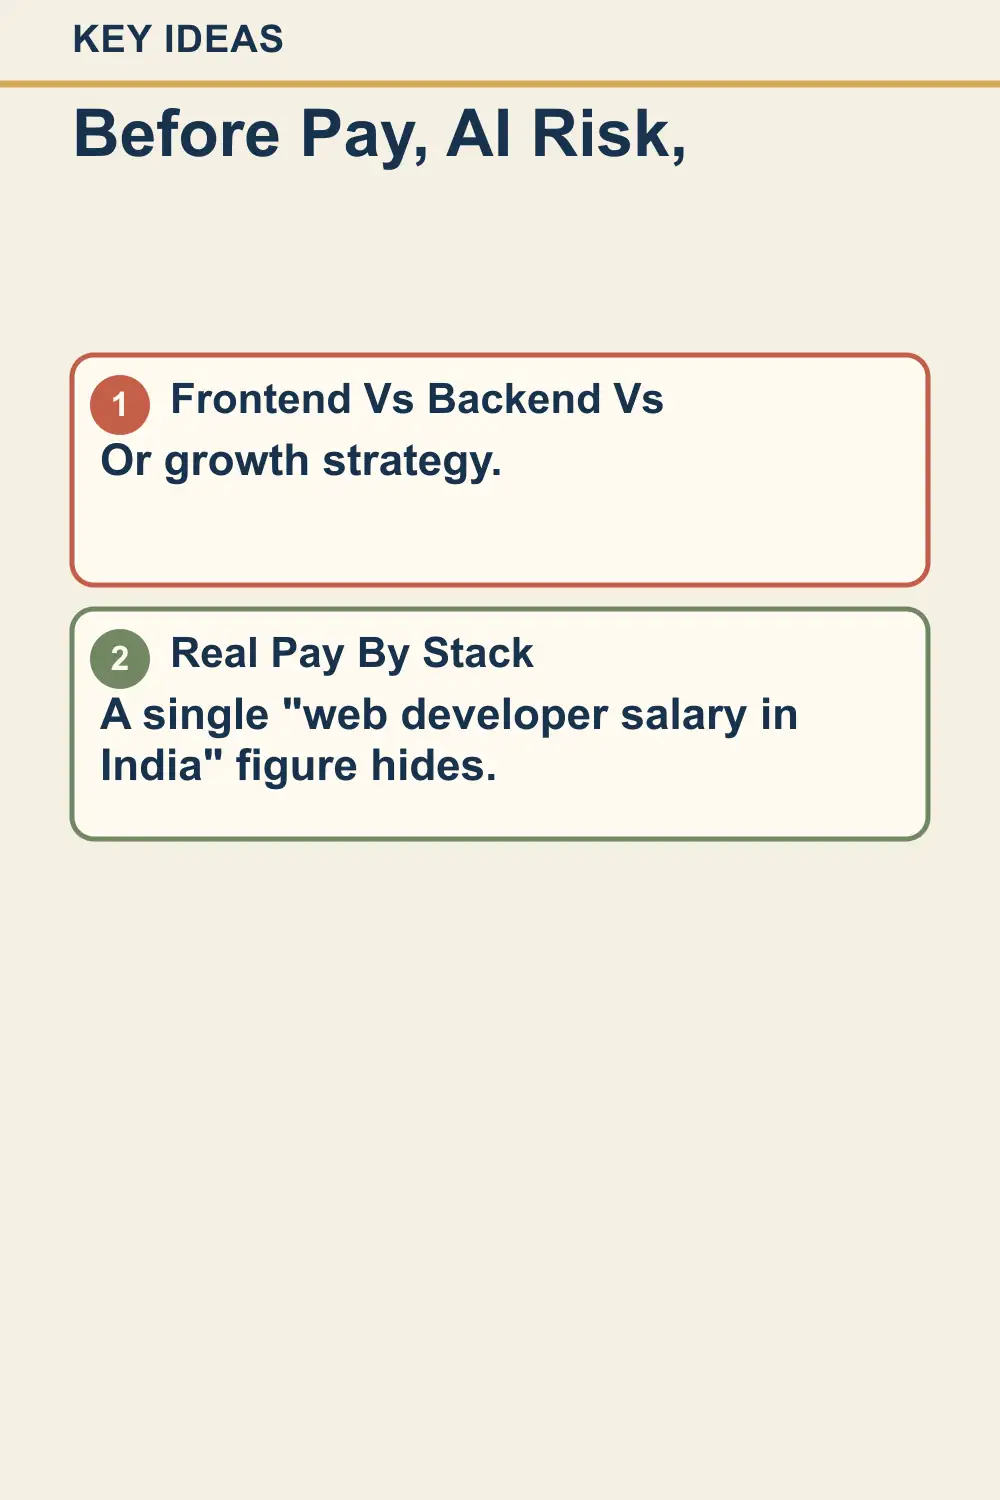 KEY IDEAS
Before Pay, AI Risk,
1 Frontend Vs Backend Vs
Or growth strategy.
2 Real Pay By Stack
A single "web developer salary in
India" figure hides.